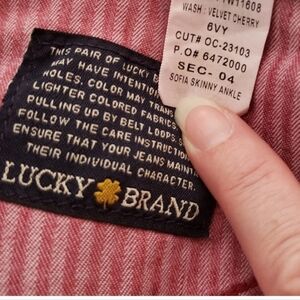 W11608
WASH: VELVET CHERRY
6VY
CUT# OC-23103
P.O# 6472000
SEC- 04
SOFIA SKINNY ANKLE
THIS PAIR OF LUCKY B
MAY HAVE INTENTION
HOLES. COLOR MAY TRANS
LIGHTER COLORED FABRICS
PULLING UP BY BELT LOOPS
FOLLOW THE CARE INSTRUCTION
ENSURE THAT YOUR JEANS MAINT
THEIR INDIVIDUAL CHARACTER.
LUCKY BRAND